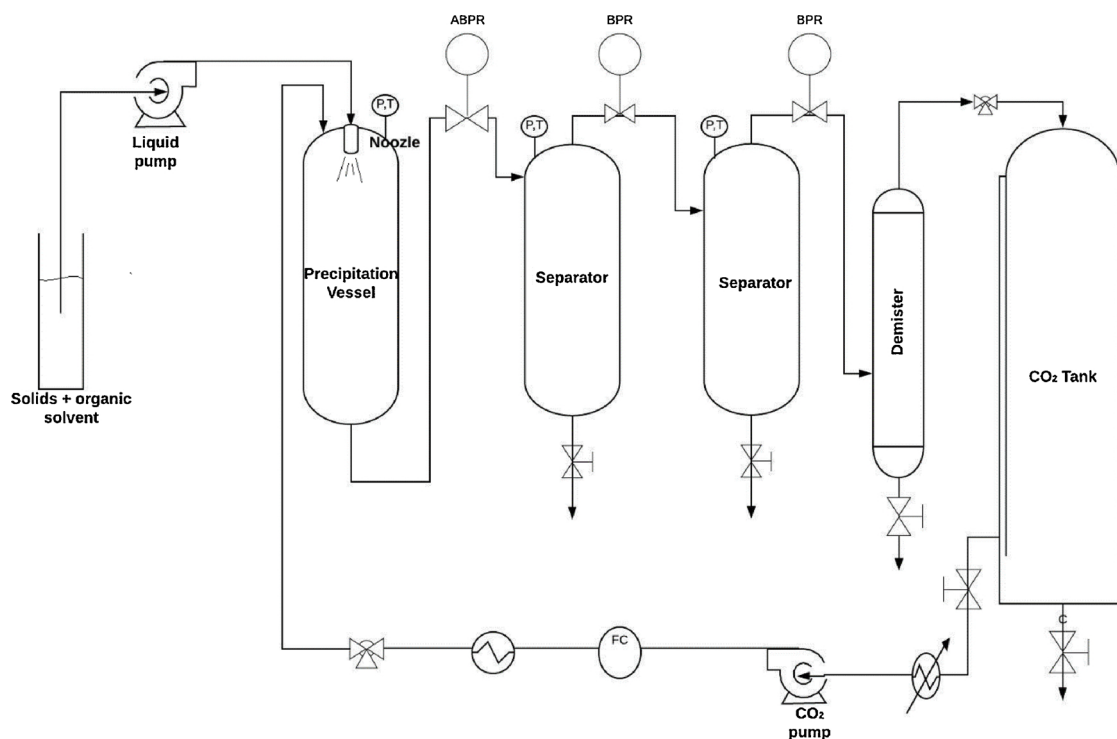 ABPR
BPR
BPR
P,T
P,T
P,T
Noozle
Liquid
pump
Precipitation
Vessel
Separator
Separator
Demister
CO₂ Tank
Solids + organic
solvent
FC
C
CO₂
pump